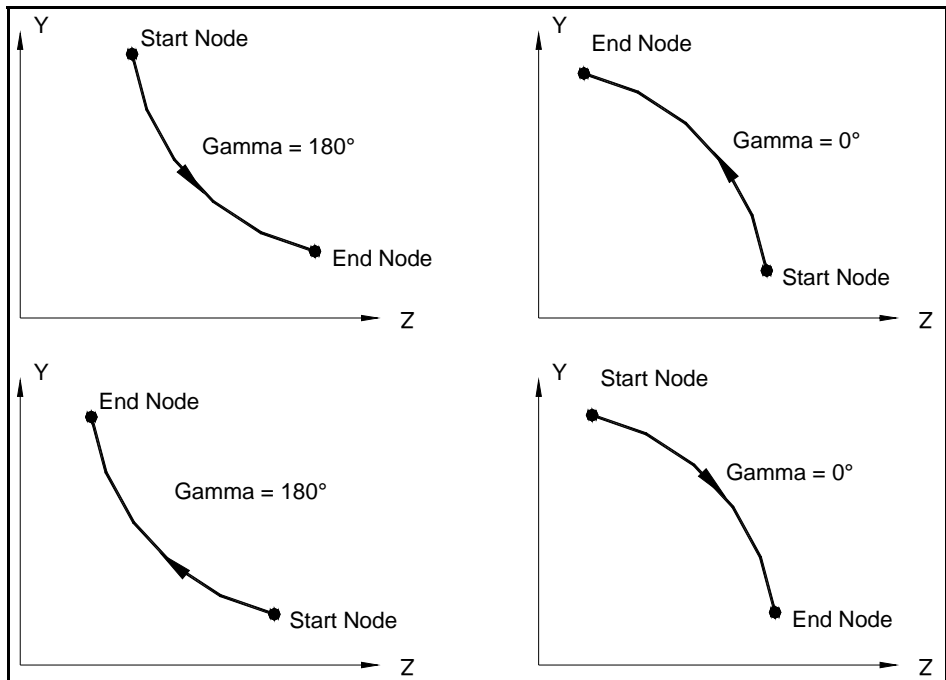 Y
Start Node
Gamma = 180°
End Node
Z
Y
End Node
Gamma = 0°
Start Node
Z
Y
End Node
Gamma = 180°
Start Node
Z
Y
Start Node
Gamma = 0°
End Node
Z